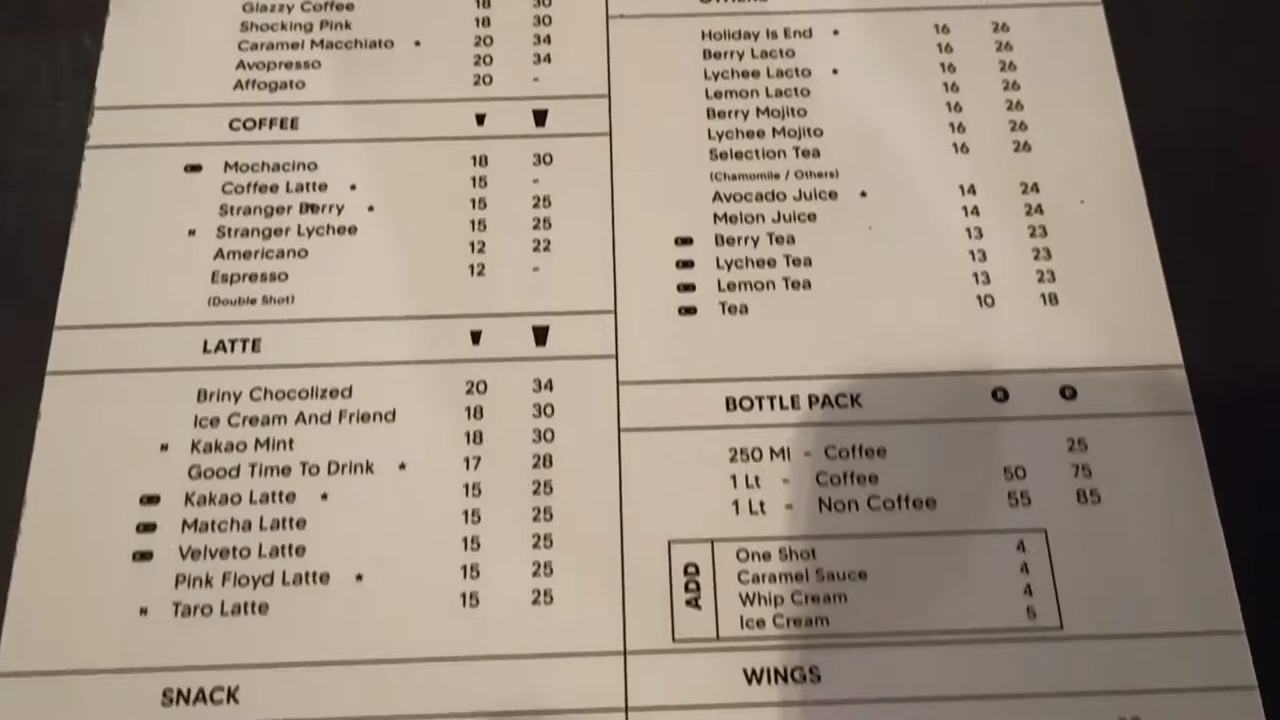 Glazzy Coffee 18 30
Shocking Pink 18 30
Caramel Macchiato * 20 34
Avopresso 20 34
Affogato 20 -
COFFEE
Mochacino 18 30
Coffee Latte * 15 -
Stranger Berry * 15 25
N Stranger Lychee 15 25
Americano 12 22
Espresso 12 -
(Double Shot)
LATTE
Briny Chocolized 20 34
Ice Cream And Friend 18 30
N Kakao Mint 18 30
Good Time To Drink * 17 28
Kakao Latte * 15 25
Matcha Latte 15 25
Velveto Latte 15 25
Pink Floyd Latte * 15 25
N Taro Latte 15 25
SNACK
Holiday Is End * 16 26
Berry Lacto 16 26
Lychee Lacto * 16 26
Lemon Lacto 16 26
Berry Mojito 16 26
Lychee Mojito 16 26
Selection Tea 16 26
(Chamomile / Others)
Avocado Juice * 14 24
Melon Juice 14 24
Berry Tea 13 23
Lychee Tea 13 23
Lemon Tea 13 23
Tea 10 18
BOTTLE PACK R P
250 Ml - Coffee 25
1 Lt - Coffee 50 75
1 Lt - Non Coffee 55 85
ADD
One Shot 4
Caramel Sauce 4
Whip Cream 4
Ice Cream 5
WINGS